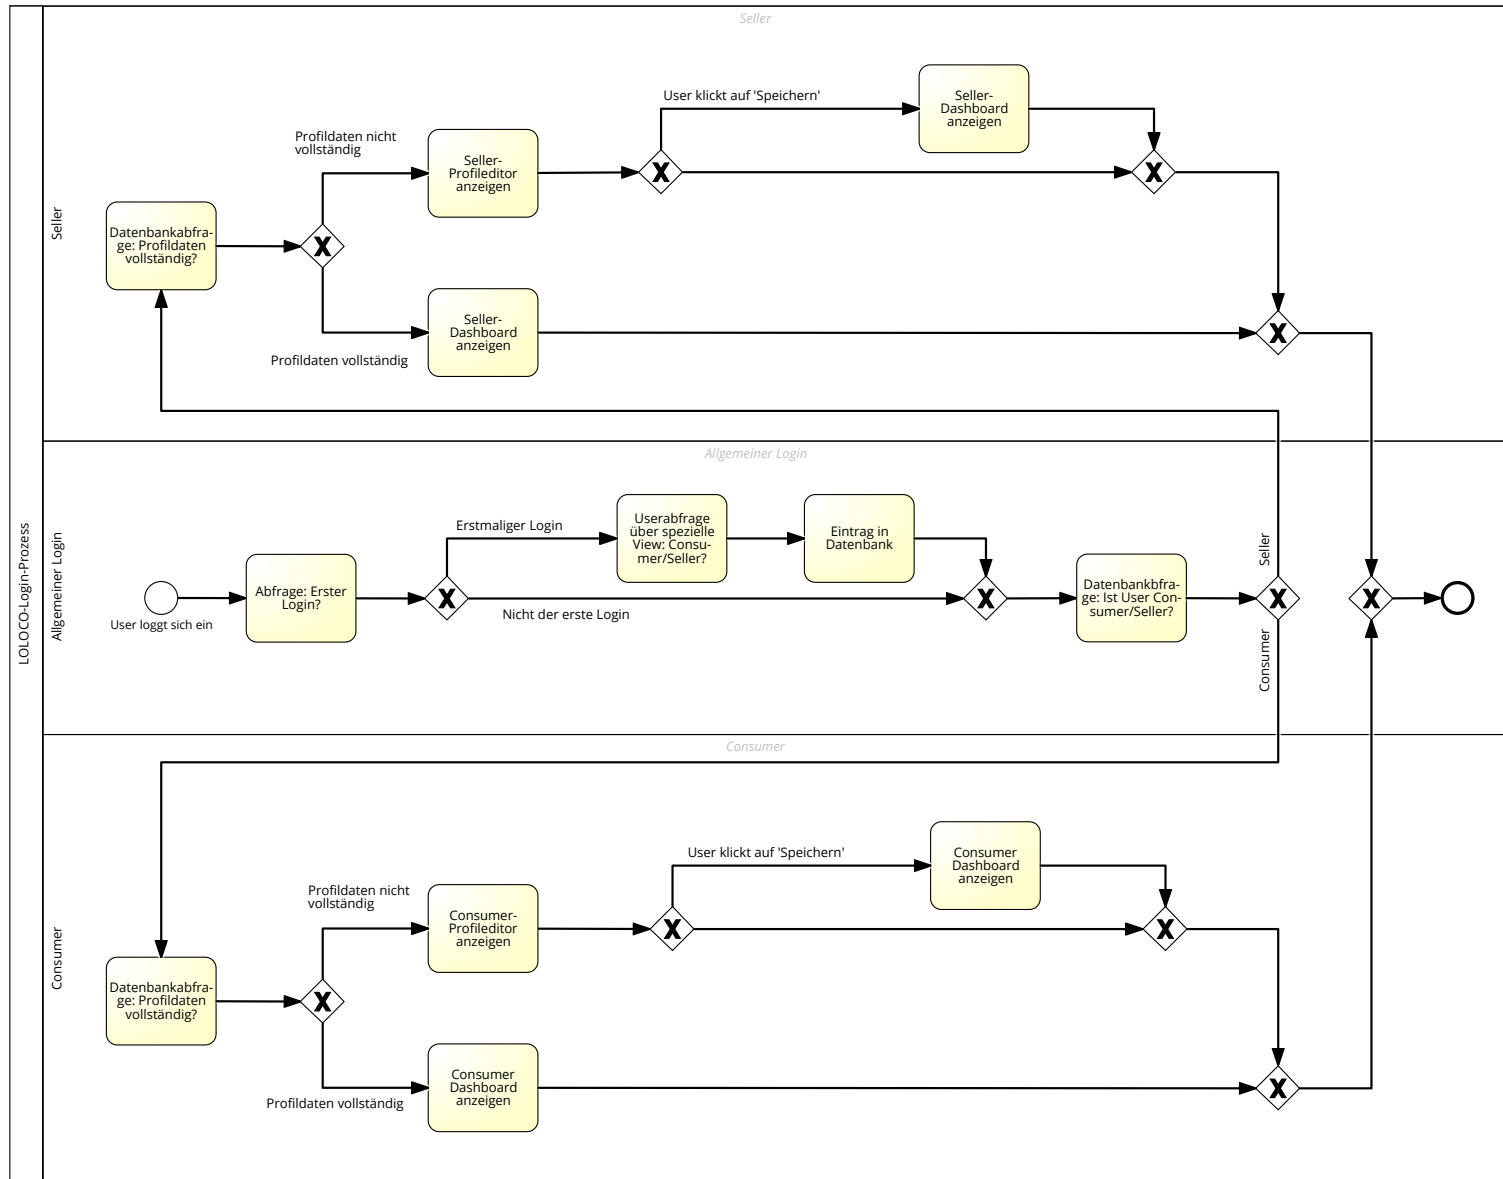 LOLOCO-Login-Prozess
Seller
Seller
User klickt auf 'Speichern'
Seller-
Dashboard
anzeigen
Profildaten nicht
vollständig
Seller-
Profileditor
anzeigen
Datenbankabfra-
ge: Profildaten
vollständig?
Seller-
Dashboard
anzeigen
Profildaten vollständig
Allgemeiner Login
Allgemeiner Login
User loggt sich ein
Abfrage: Erster
Login?
Erstmaliger Login
Userabfrage
über spezielle
View: Consu-
mer/Seller?
Eintrag in
Datenbank
Nicht der erste Login
Datenbankbfra-
ge: Ist User Con-
sumer/Seller?
Seller
Consumer
Consumer
Consumer
User klickt auf 'Speichern'
Consumer
Dashboard
anzeigen
Profildaten nicht
vollständig
Consumer-
Profileditor
anzeigen
Datenbankabfra-
ge: Profildaten
vollständig?
Consumer
Dashboard
anzeigen
Profildaten vollständig